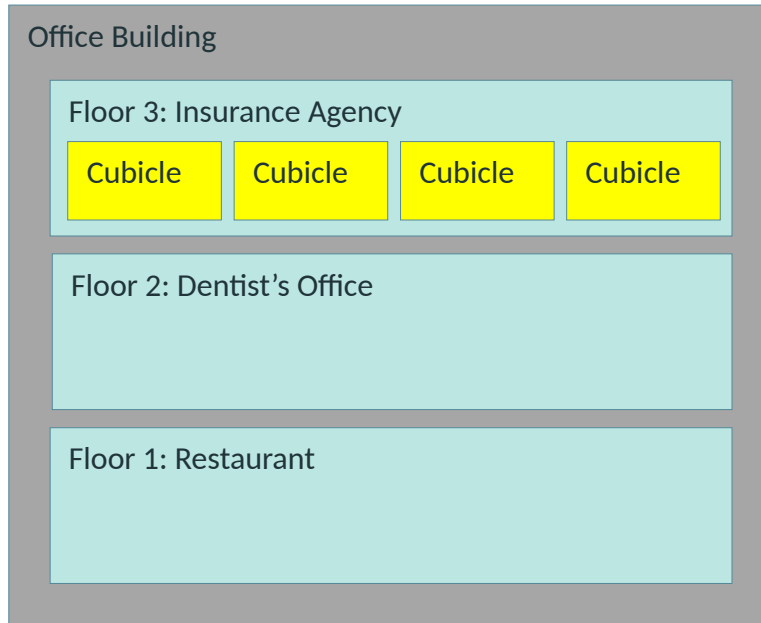 Office Building
Floor 3: Insurance Agency
Cubicle Cubicle Cubicle Cubicle
Floor 2: Dentist’s Office
Floor 1: Restaurant